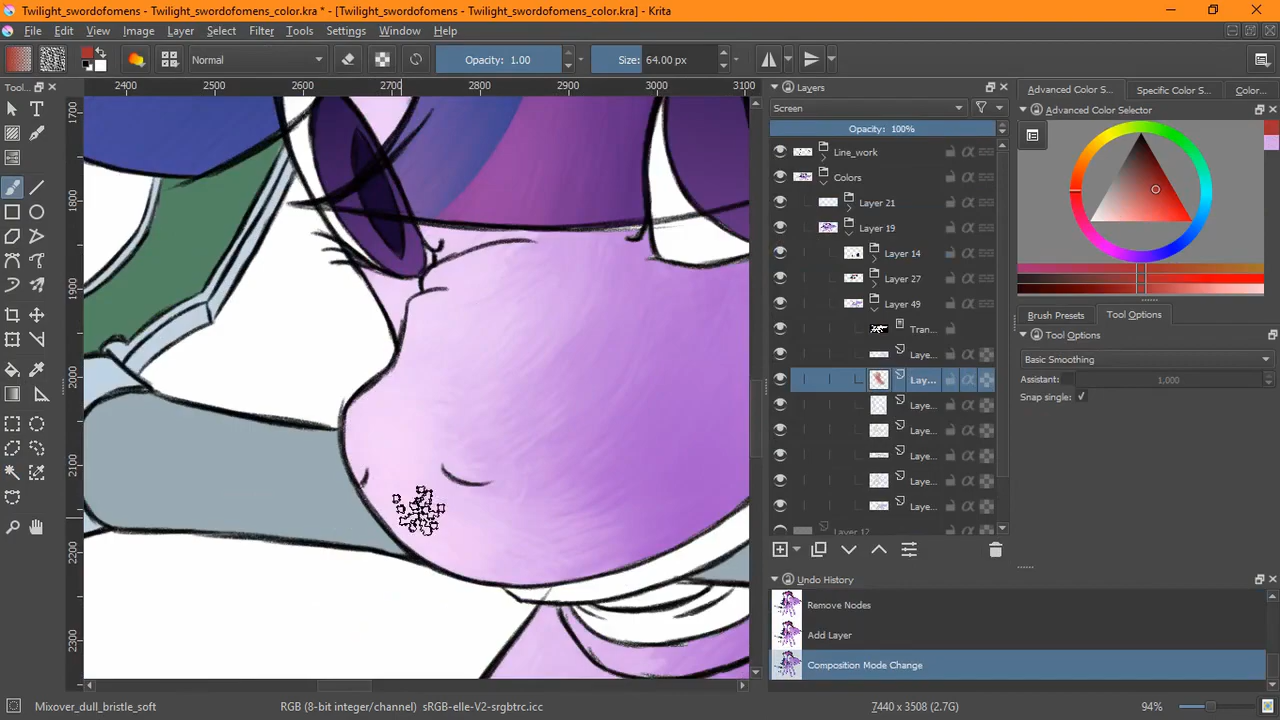 Twilight_swordofomens - Twilight_swordofomens_color.kra * - [Twilight_swordofomens - Twilight_swordofomens_color.kra] - Krita
File Edit View Image Layer Select Filter Tools Settings Window Help
Normal Opacity: 1.00 Size: 64.00 px
Tool...
2400 2500 2600 2700 2800 2900 3000 3100
1700
1800
1900
2000
2100
2200
2300
Layers
Screen
Opacity: 100%
Line_work
Colors
Layer 21
Layer 19
Layer 14
Layer 27
Layer 49
Tran...
Laye...
Lay...
Laye...
Laye...
Laye...
Laye...
Laye...
Layer 12
Undo History
Remove Nodes
Add Layer
Composition Mode Change
Advanced Color S... Specific Color S... Color...
Advanced Color Selector
Brush Presets Tool Options
Tool Options
Basic Smoothing
Assistant: 1,000
Snap single:
Mixover_dull_bristle_soft RGB (8-bit integer/channel) sRGB-elle-V2-srgbtrc.icc 7440 x 3508 (2.7G) 94%